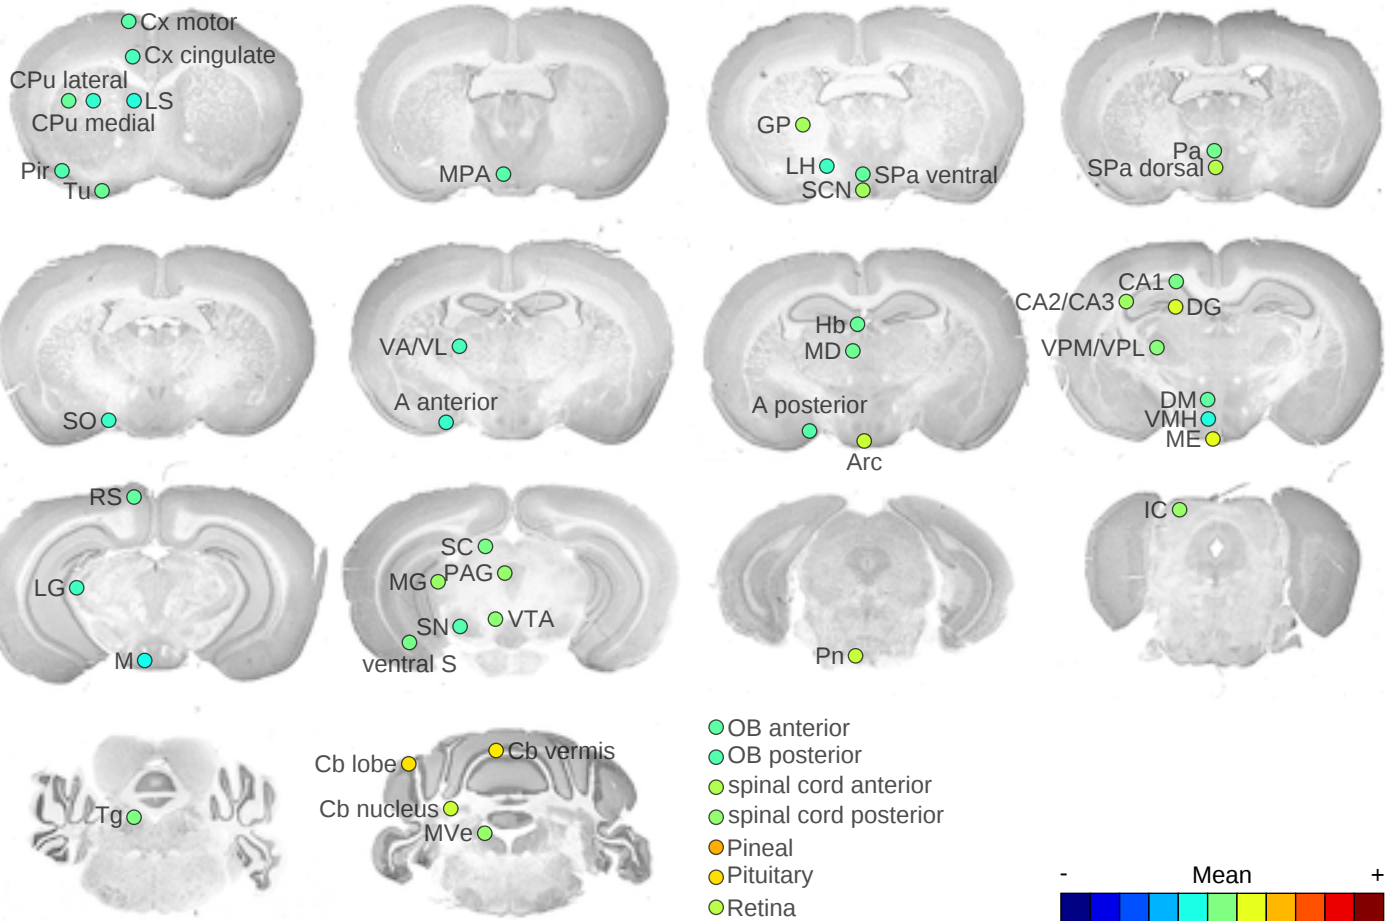 Cx motor
Cx cingulate
CPu lateral
LS
CPu medial
Pir
Tu
MPA
GP
LH
SPa ventral
SCN
Pa
SPa dorsal
SO
VA/VL
A anterior
Hb
MD
A posterior
Arc
CA1
CA2/CA3
DG
VPM/VPL
DM
VMH
ME
RS
LG
M
SC
MG
PAG
SN
VTA
ventral S
Pn
IC
Tg
Cb lobe
Cb vermis
Cb nucleus
MVe
OB anterior
OB posterior
spinal cord anterior
spinal cord posterior
Pineal
Pituitary
Retina
- Mean +